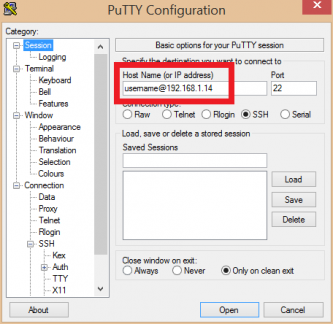 PuTTY Configuration
Category:
Session
Logging
Terminal
Keyboard
Bell
Features
Window
Appearance
Behaviour
Translation
Selection
Colours
Connection
Data
Proxy
Telnet
Rlogin
SSH
Kex
Auth
TTY
X11
Basic options for your PuTTY session
Specify the destination you want to connect to
Host Name (or IP address)
Port
username@192.168.1.14
22
Connection type:
Raw
Telnet
Rlogin
SSH
Serial
Load, save or delete a stored session
Saved Sessions
Load
Save
Delete
Close window on exit:
Always
Never
Only on clean exit
About
Open
Cancel